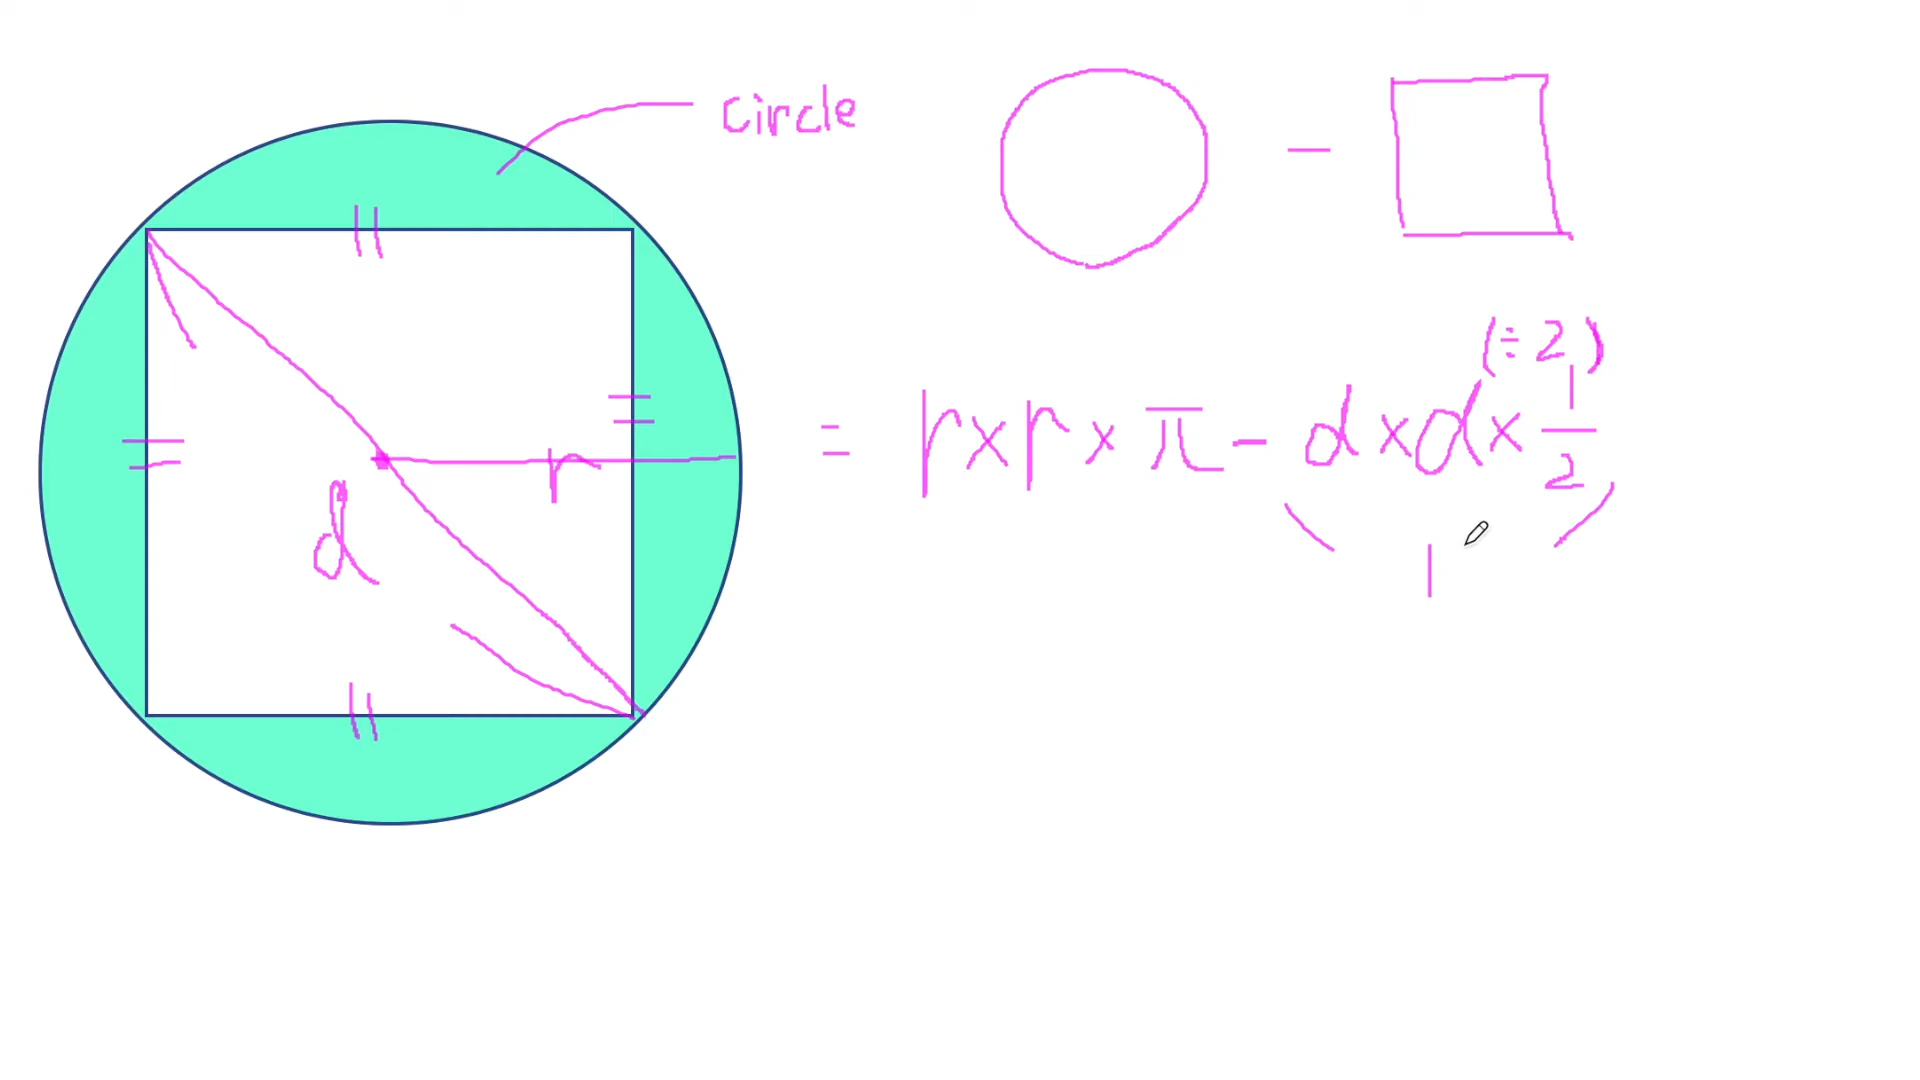 Circle
−
(÷2)
= r×r×π−d×d×1/2
r
d